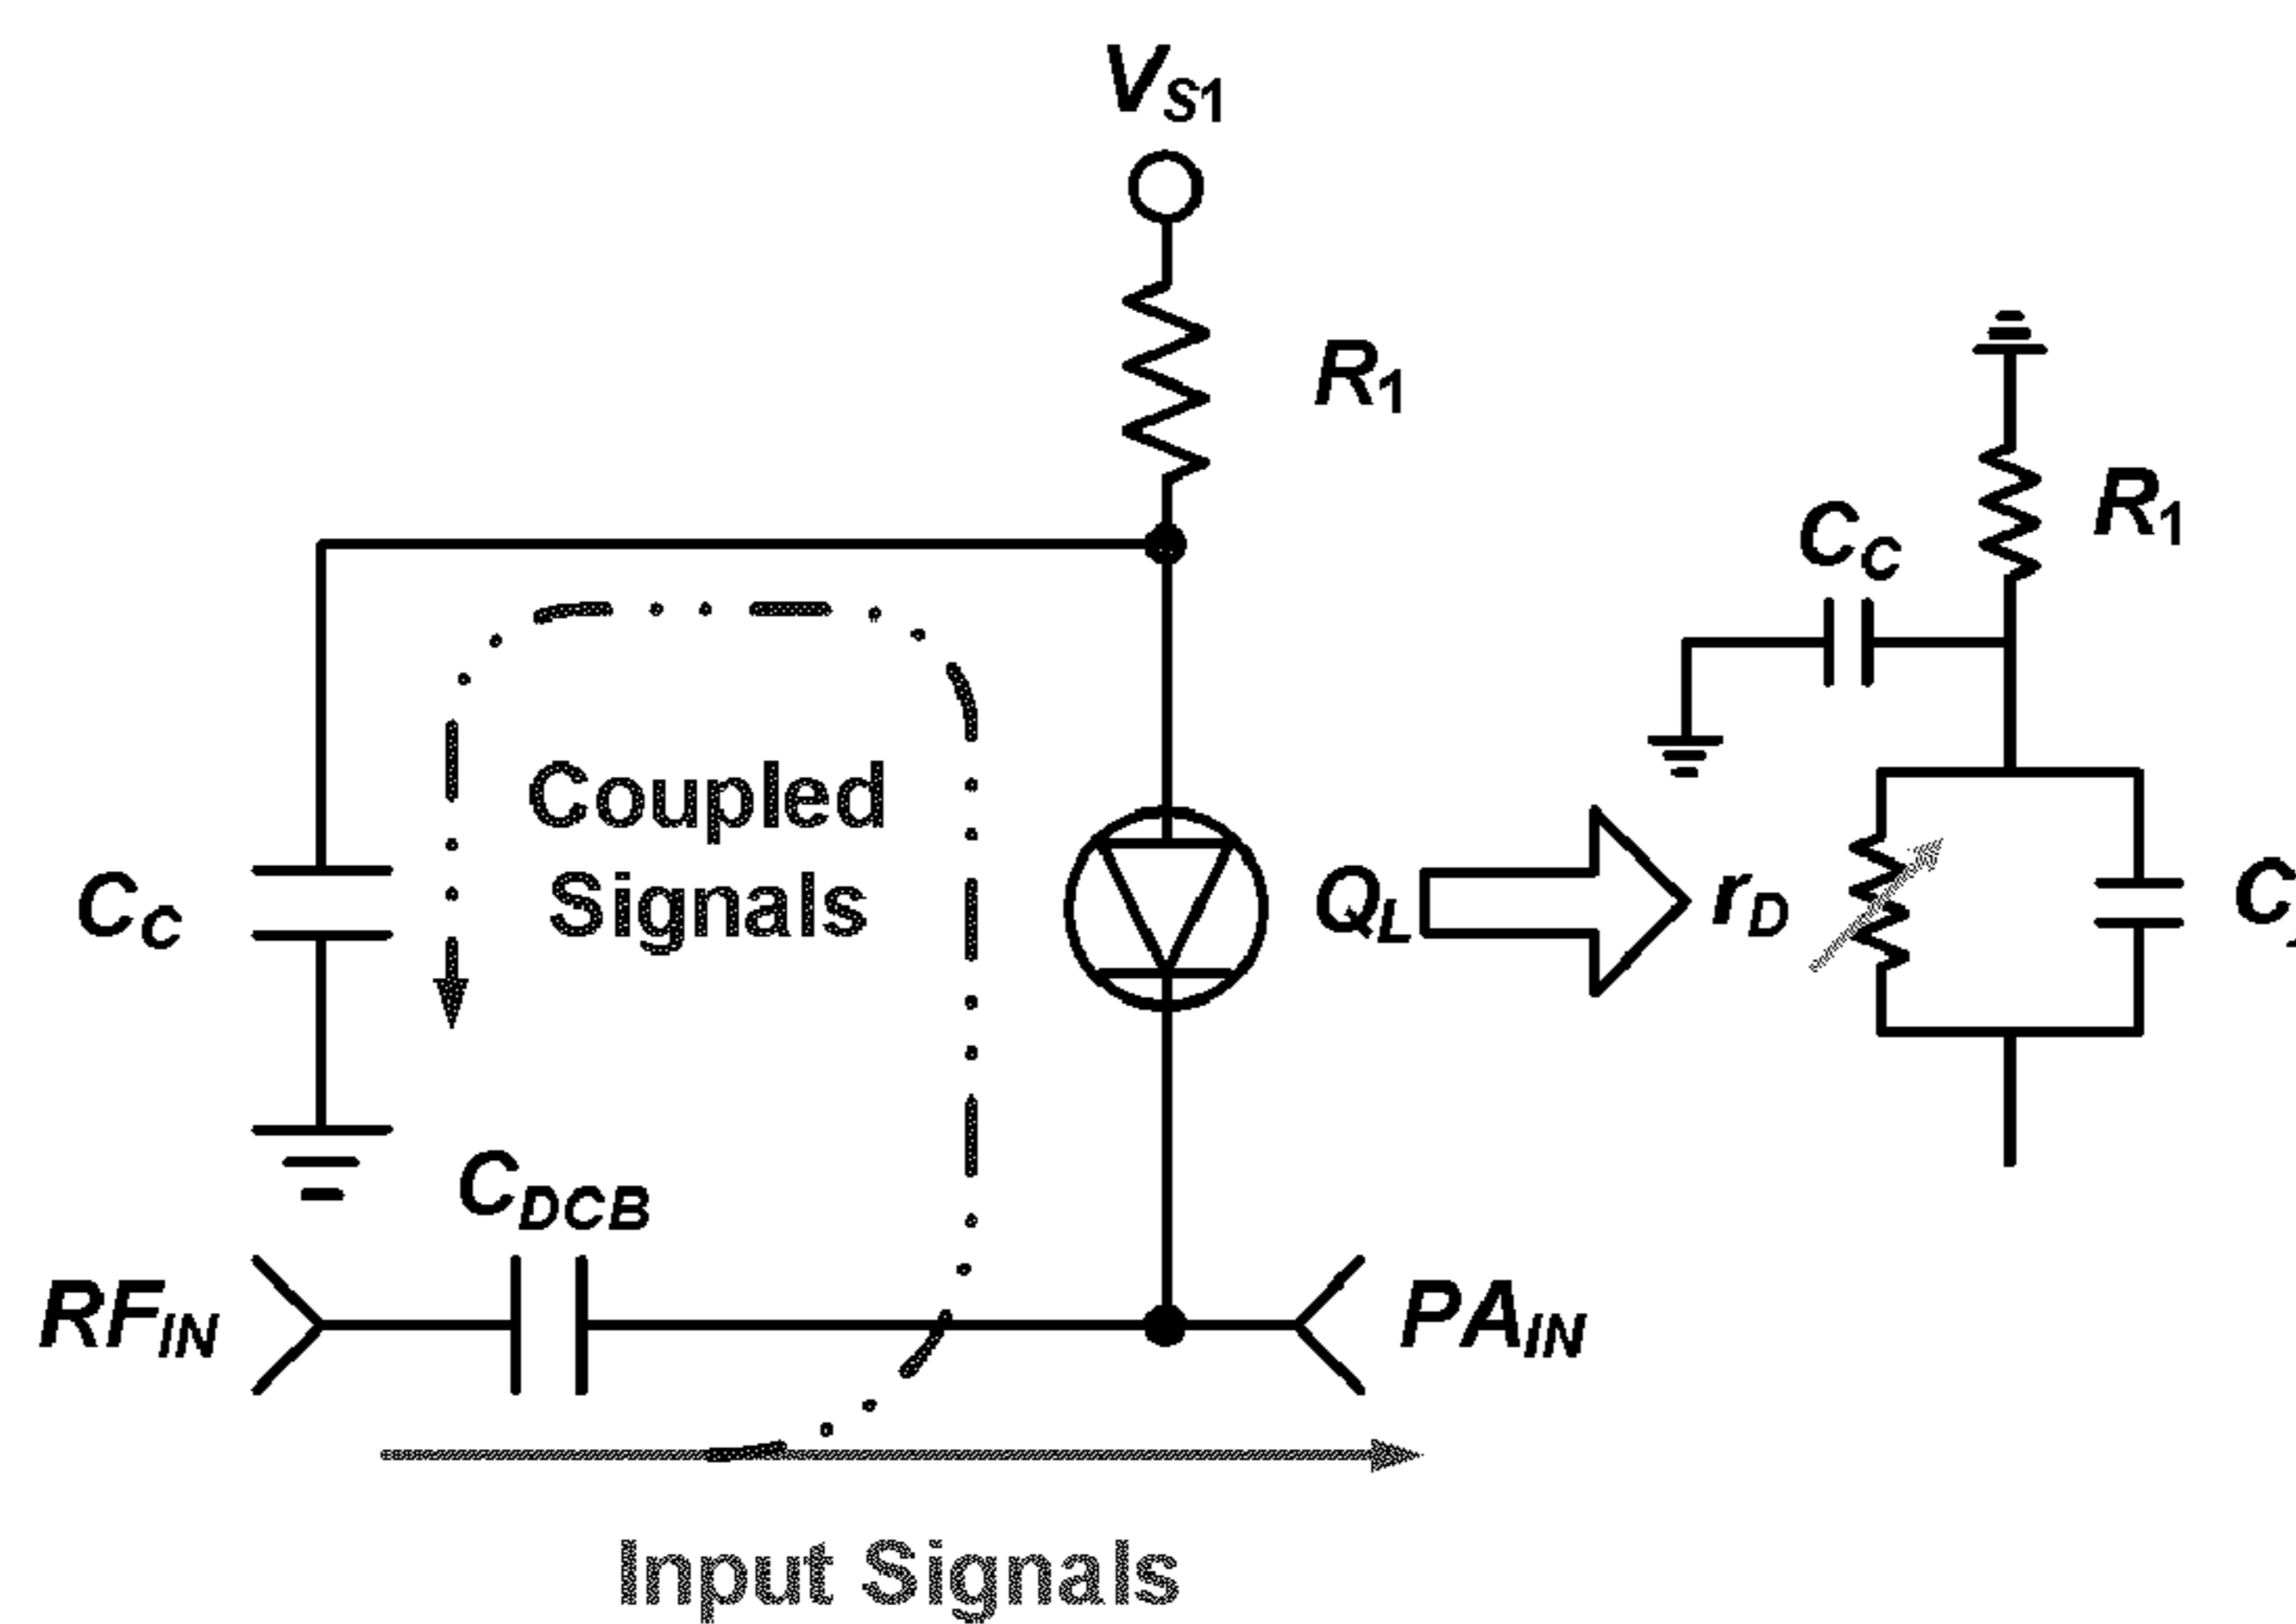 VS1
R1
R1
CC
Coupled
Signals
CC
QL
rD
C
CDCB
RFIN
PAIN
Input Signals